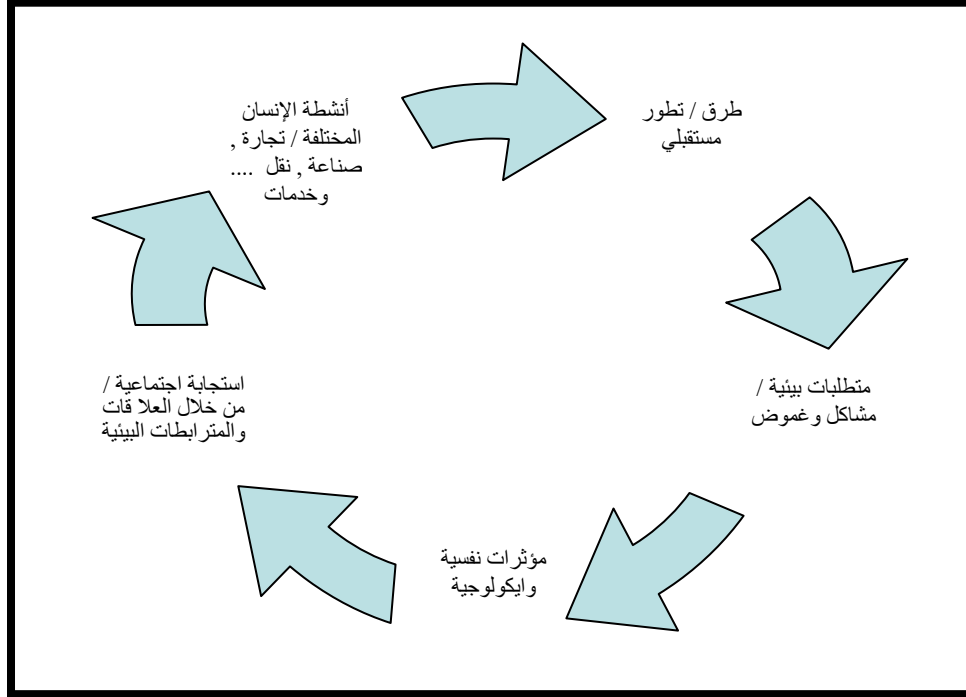 أنشطة الإنسان
المختلفة / تجارة ,
صناعة , نقل ....
وخدمات
طرق / تطور
مستقبلي
متطلبات بيئية /
مشاكل وغموض
مؤثرات نفسية
وايكولوجية
استجابة اجتماعية /
من خلال العلا قات
والمترابطات البيئية